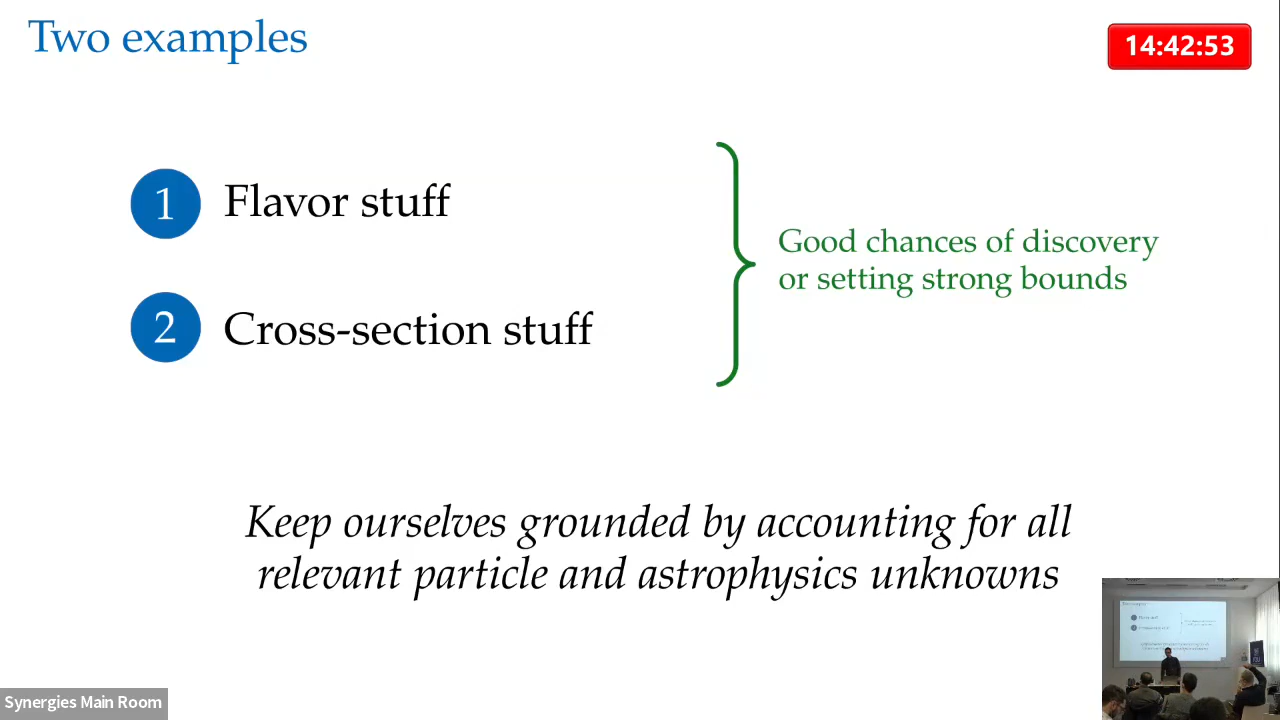 Two examples
14:42:53
1 Flavor stuff
2 Cross-section stuff
Good chances of discovery
or setting strong bounds
Keep ourselves grounded by accounting for all
relevant particle and astrophysics unknowns
Synergies Main Room